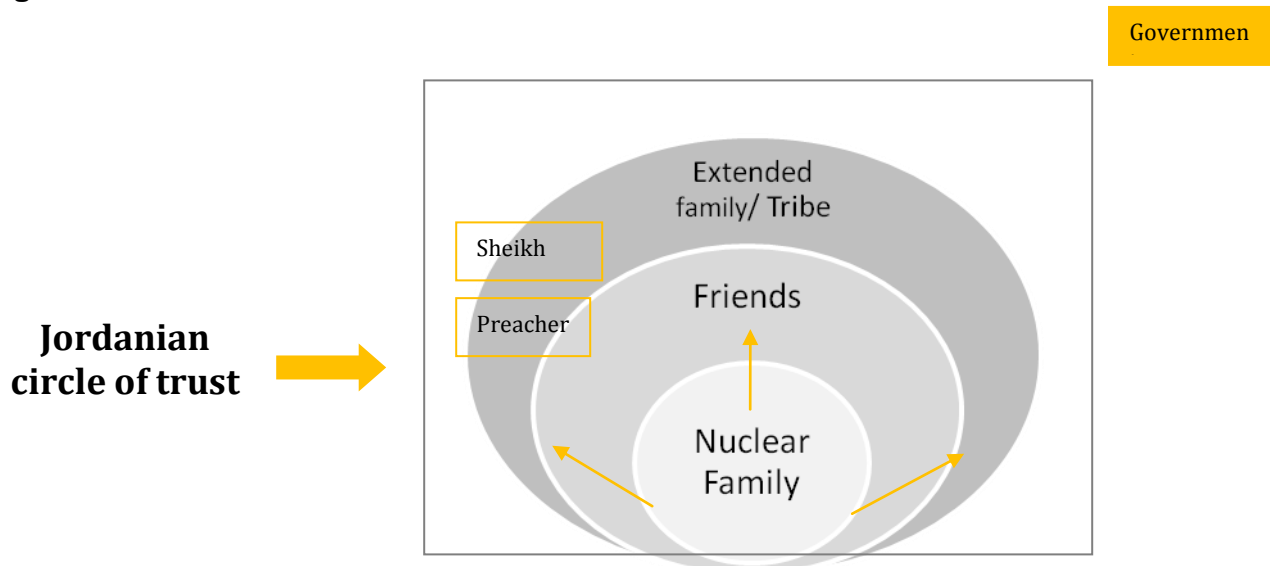 Governmen
Extended
family/ Tribe
Sheikh
Friends
Preacher
Jordanian
circle of trust
Nuclear
Family